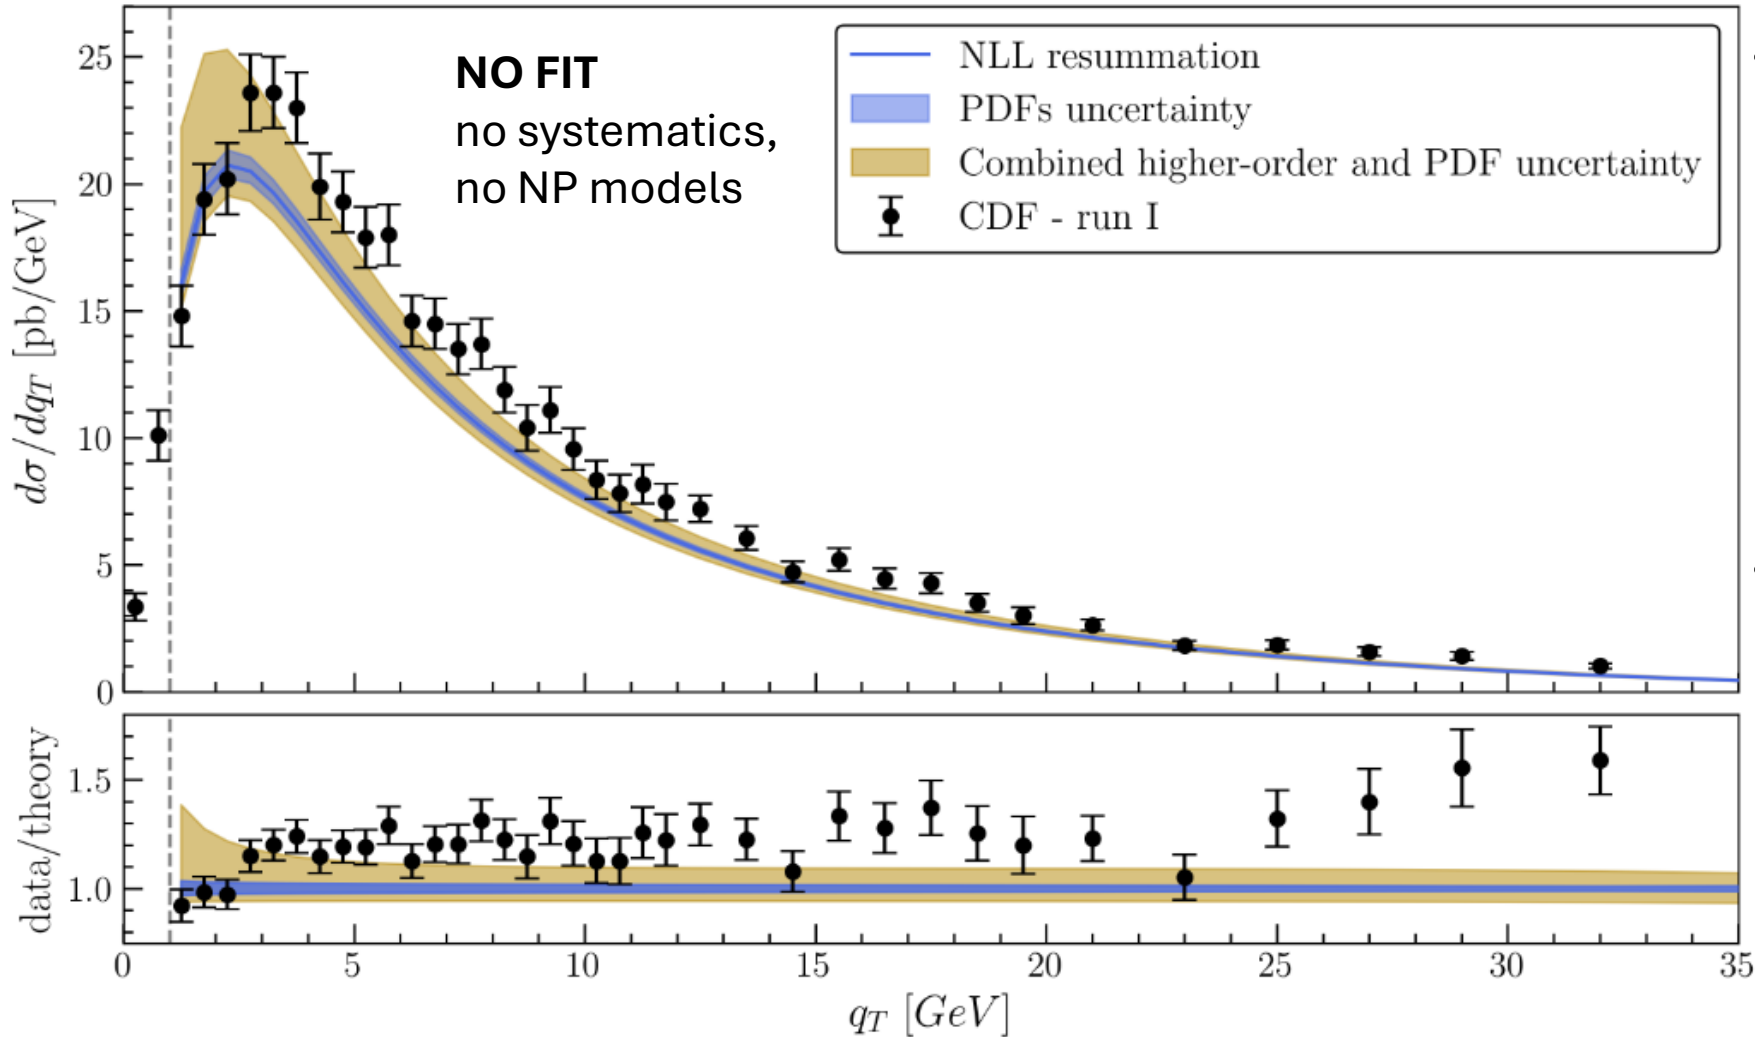 25
20
15
10
5
0
dσ/dq_T [pb/GeV]
NO FIT
no systematics,
no NP models
NLL resummation
PDFs uncertainty
Combined higher-order and PDF uncertainty
CDF - run I
1.5
1.0
data/theory
0 5 10 15 20 25 30 35
q_T [GeV]